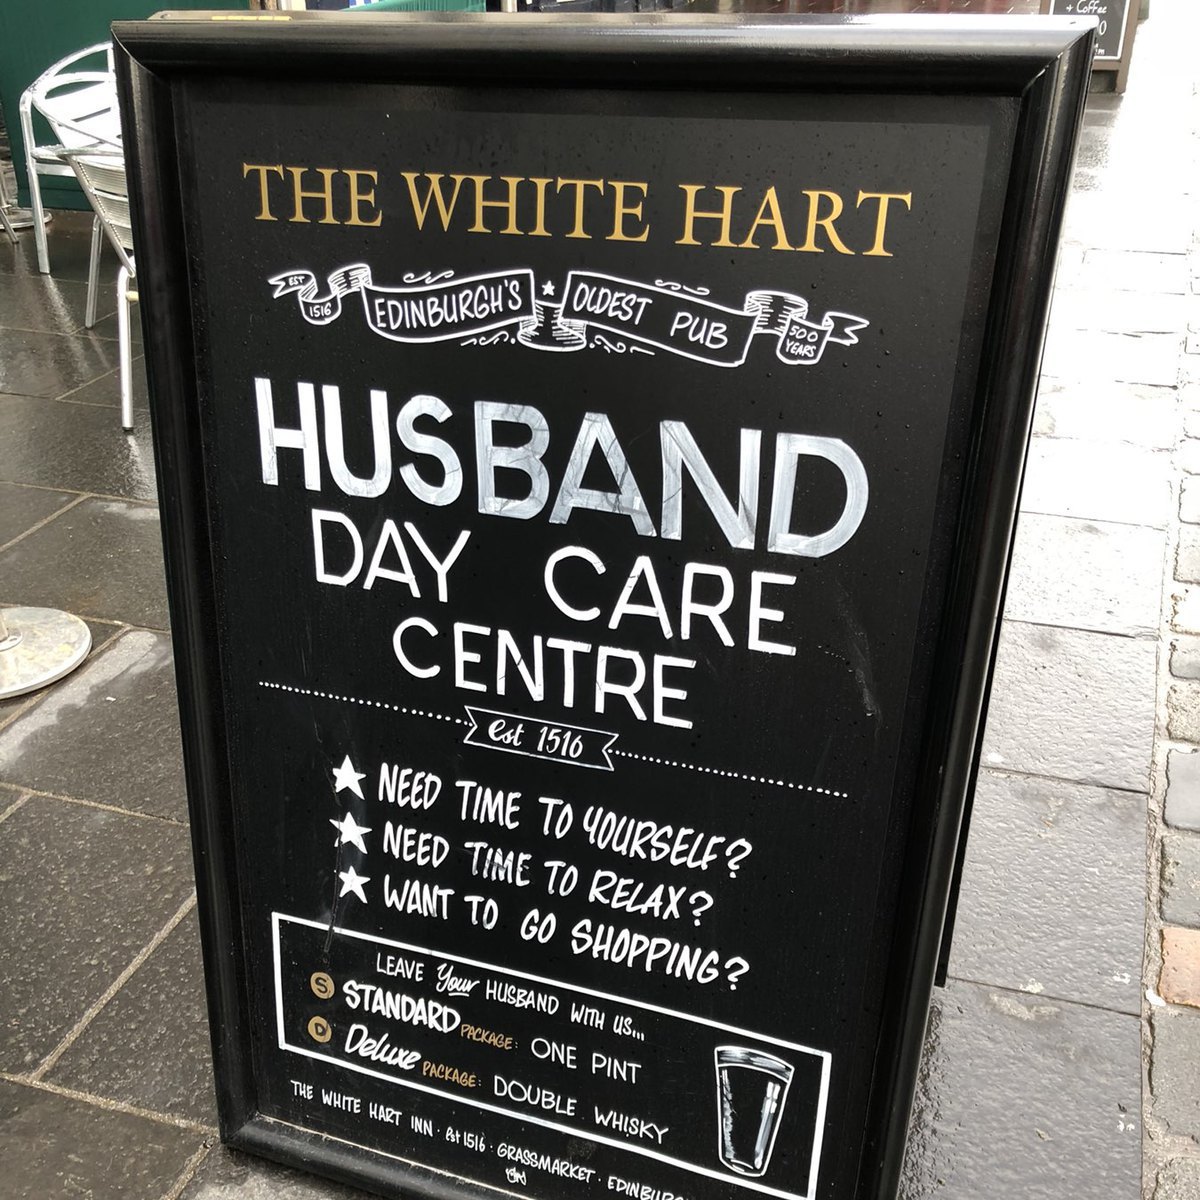 + Coffee
THE WHITE HART
EST 1516 EDINBURGH'S OLDEST PUB 500 YEARS
HUSBAND
DAY CARE
CENTRE
est 1516
NEED TIME TO YOURSELF?
NEED TIME TO RELAX?
WANT TO GO SHOPPING?
LEAVE Your HUSBAND WITH US...
S STANDARD PACKAGE: ONE PINT
D Deluxe PACKAGE: DOUBLE WHISKY
THE WHITE HART INN · Est 1516 · GRASSMARKET · EDINBURG